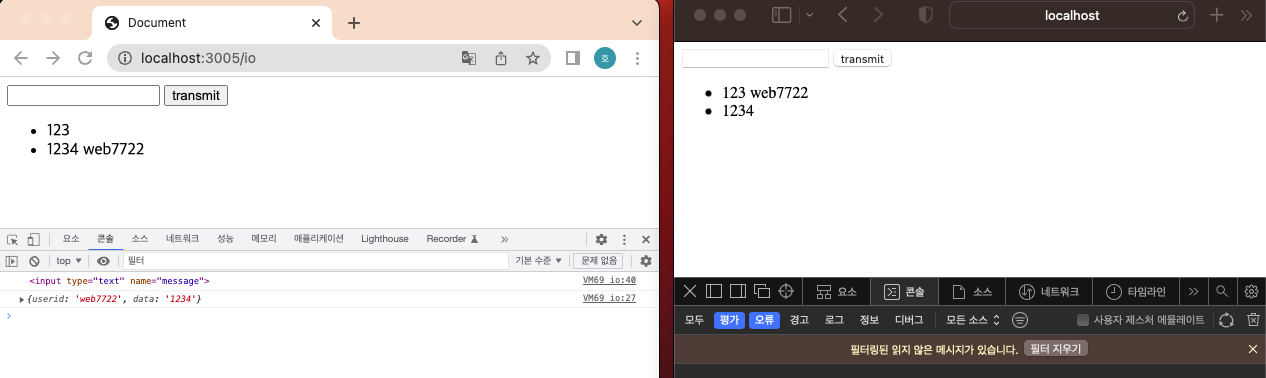 Document
localhost:3005/io
호
transmit
123
1234 web7722
요소 콘솔 소스 네트워크 성능 메모리 애플리케이션 Lighthouse Recorder
top 필터 기본 수준 문제 없음
<input type="text" name="message"> VM69 io:40
{userid: 'web7722', data: '1234'} VM69 io:27
localhost
transmit
123 web7722
1234
요소 콘솔 소스 네트워크 타임라인
모두 평가 오류 경고 로그 정보 디버그 모든 소스 사용자 제스처 에뮬레이트
필터링된 읽지 않은 메시지가 있습니다. 필터 지우기